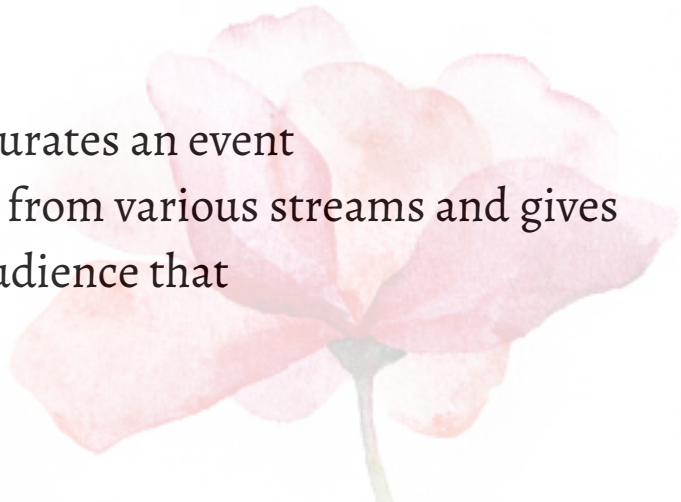 urates an event
from various streams and gives
udience that